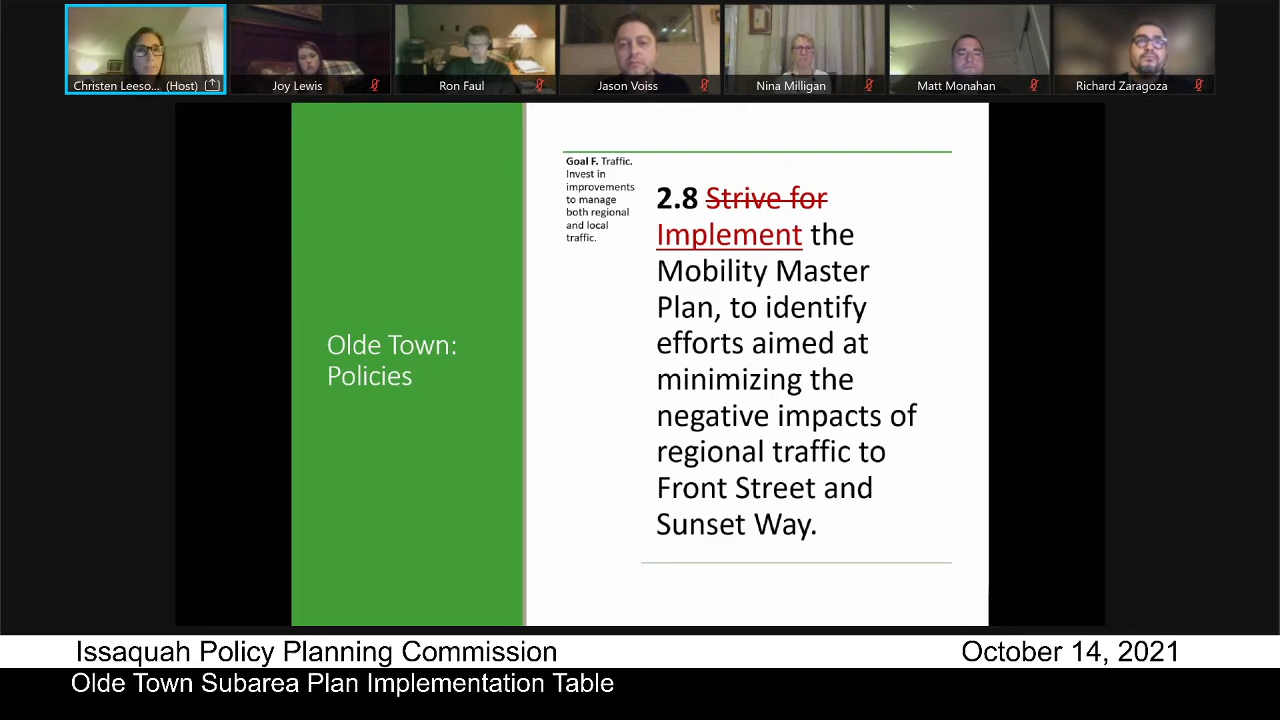 Christen Leeso... (Host)
Joy Lewis
Ron Faul
Jason Voiss
Nina Milligan
Matt Monahan
Richard Zaragoza
Olde Town:
Policies
Goal F. Traffic.
Invest in
improvements
to manage
both regional
and local
traffic.
2.8 Strive for
Implement the
Mobility Master
Plan, to identify
efforts aimed at
minimizing the
negative impacts of
regional traffic to
Front Street and
Sunset Way.
Issaquah Policy Planning Commission
October 14, 2021
Olde Town Subarea Plan Implementation Table